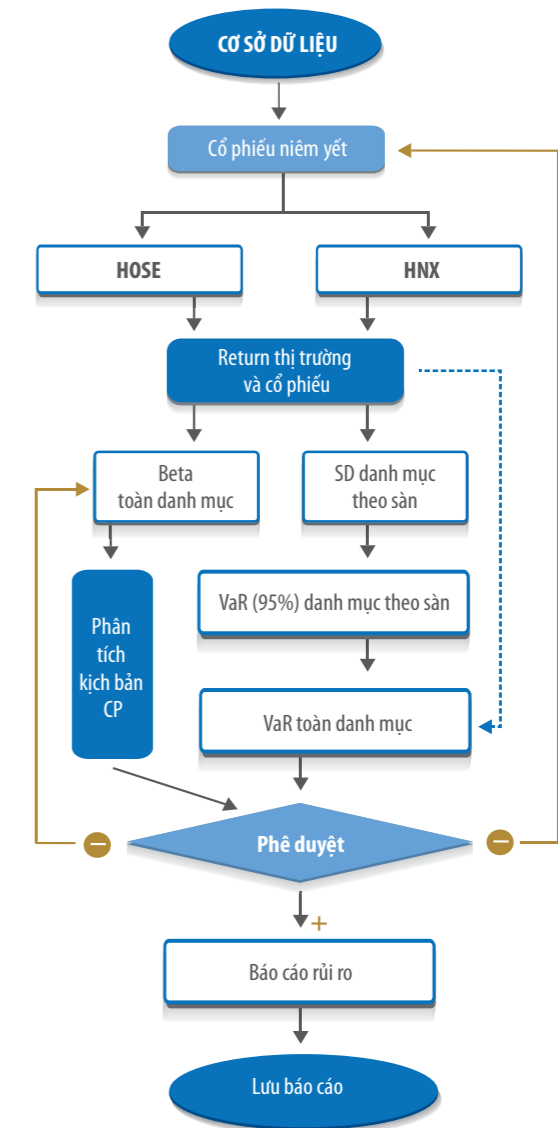 CƠ SỞ DỮ LIỆU
Cổ phiếu niêm yết
HOSE
HNX
Return thị trường
và cổ phiếu
Beta
toàn danh mục
SD danh mục
theo sàn
Phân
tích
kịch bản
CP
VaR (95%) danh mục theo sàn
VaR toàn danh mục
Phê duyệt
−
−
+
Báo cáo rủi ro
Lưu báo cáo